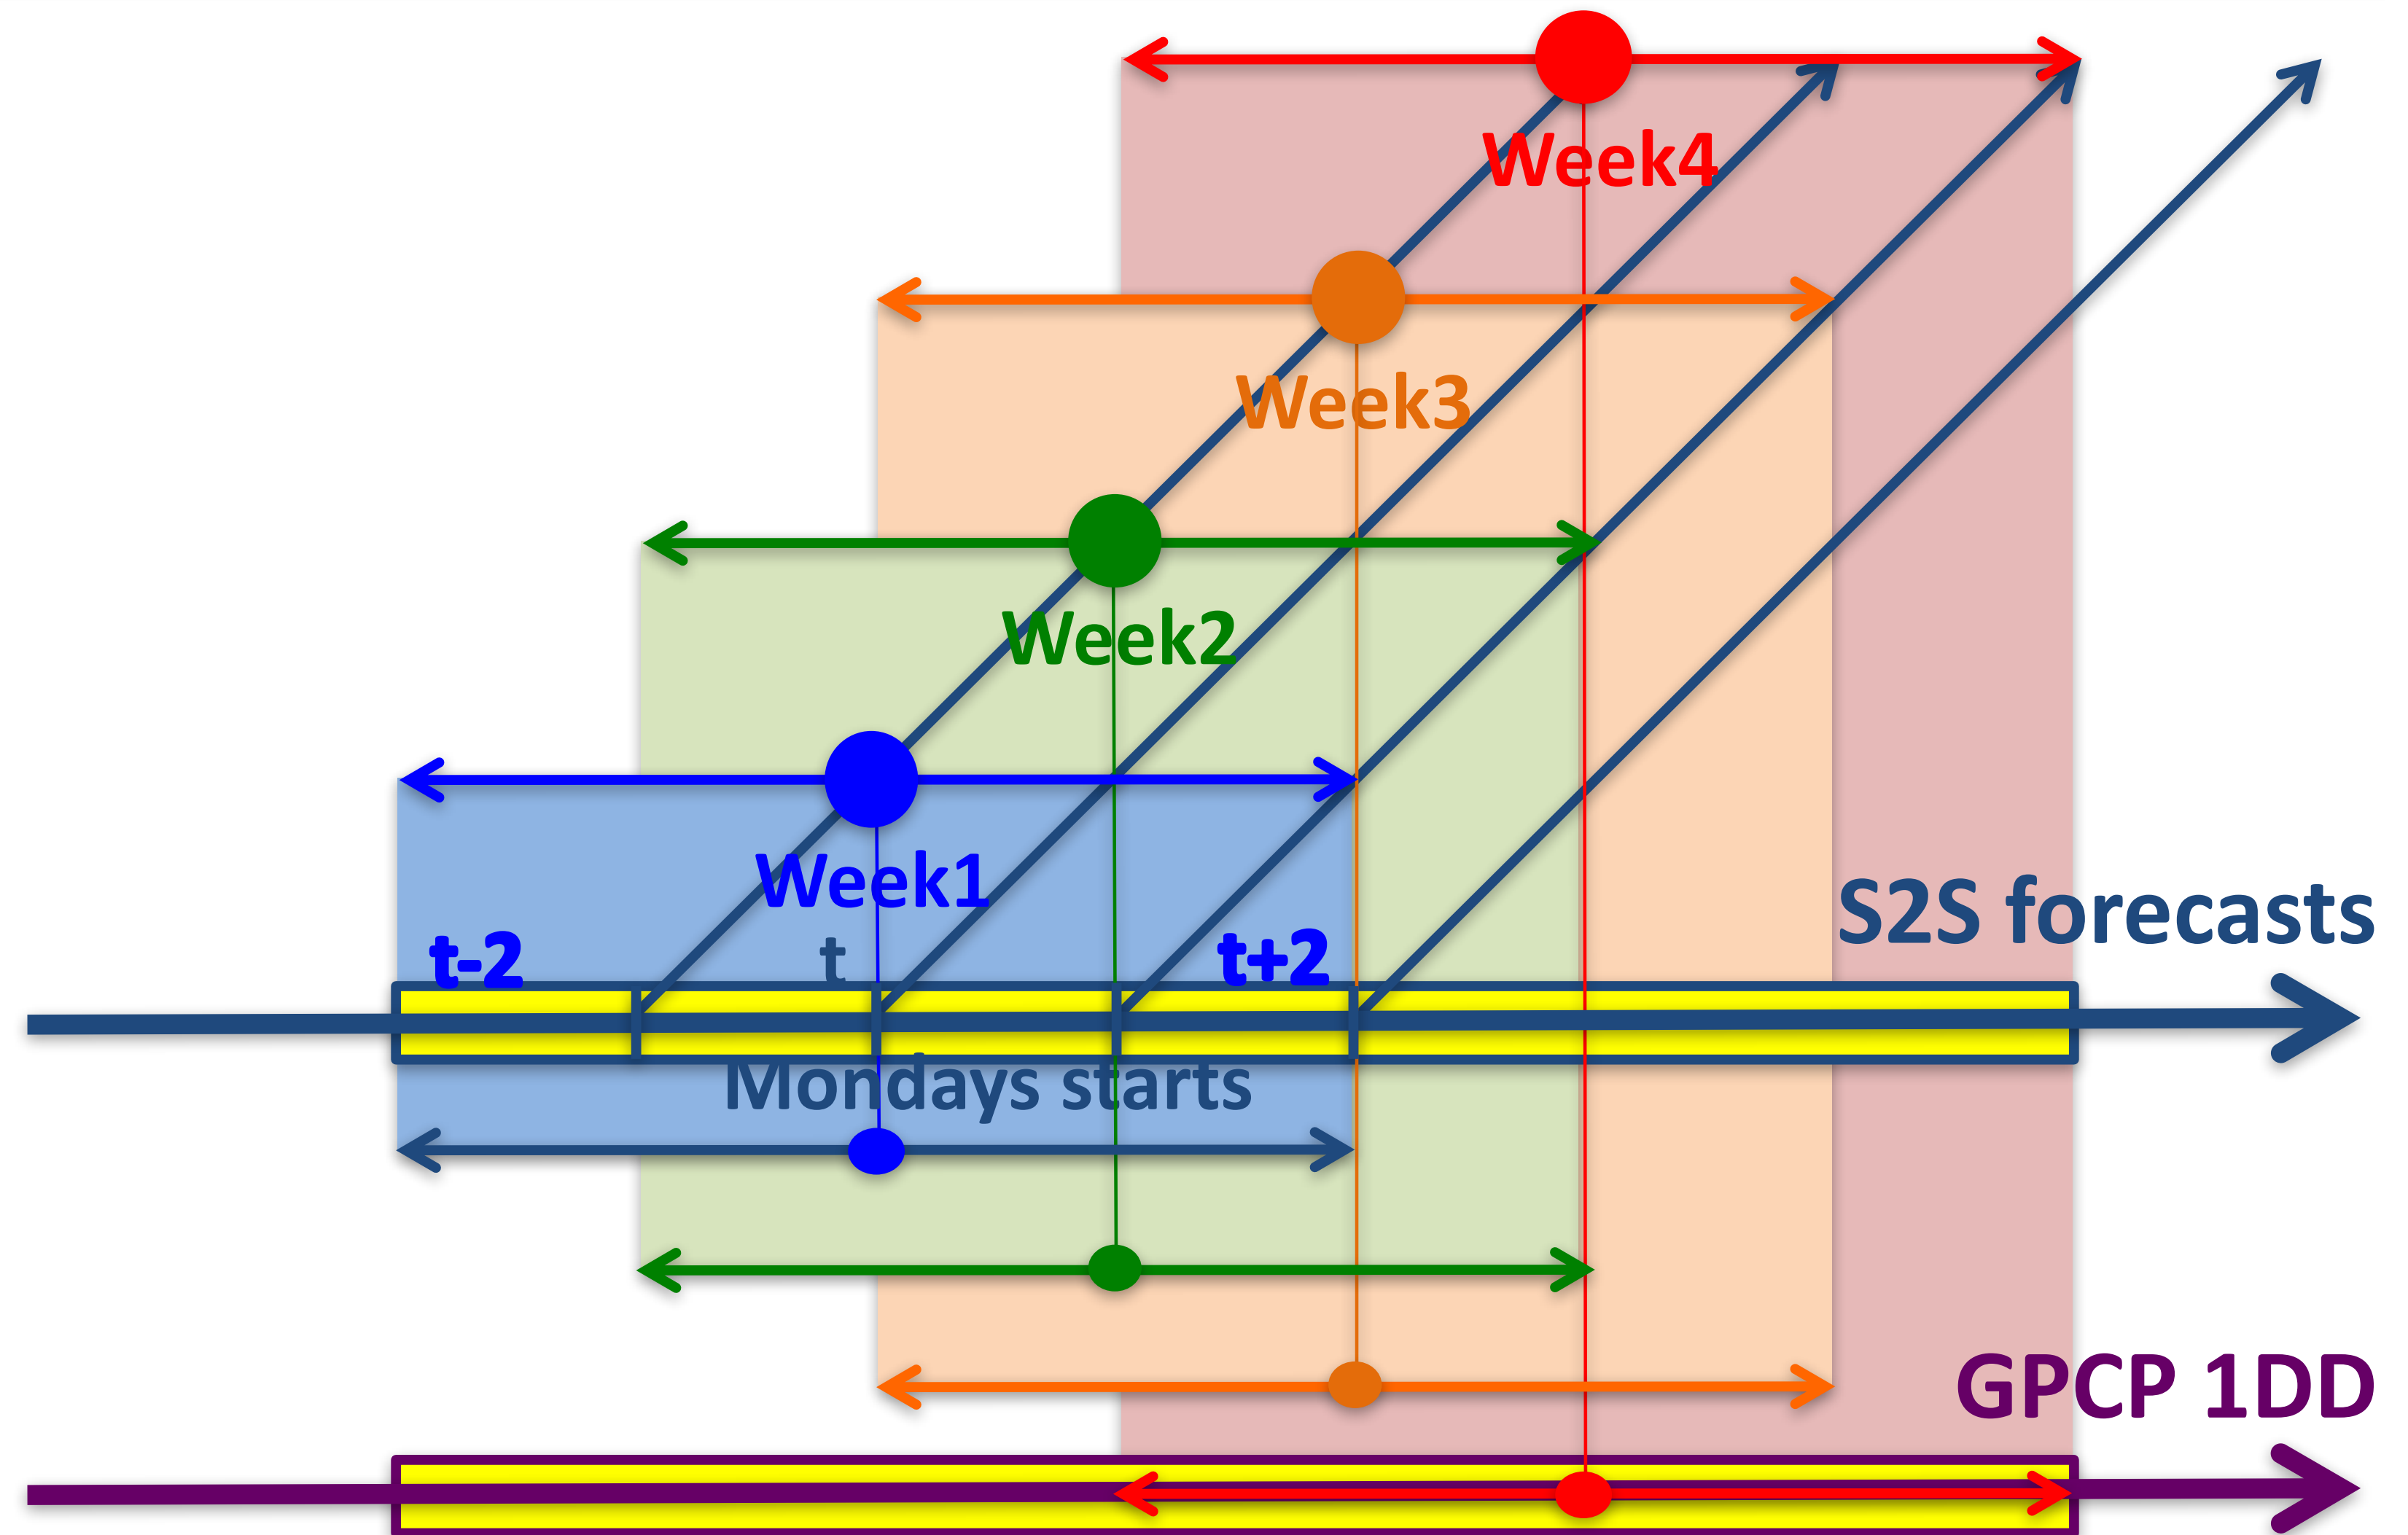 Week4
Week3
Week2
Week1
S2S forecasts
t-2 t t+2
Mondays starts
GPCP 1DD